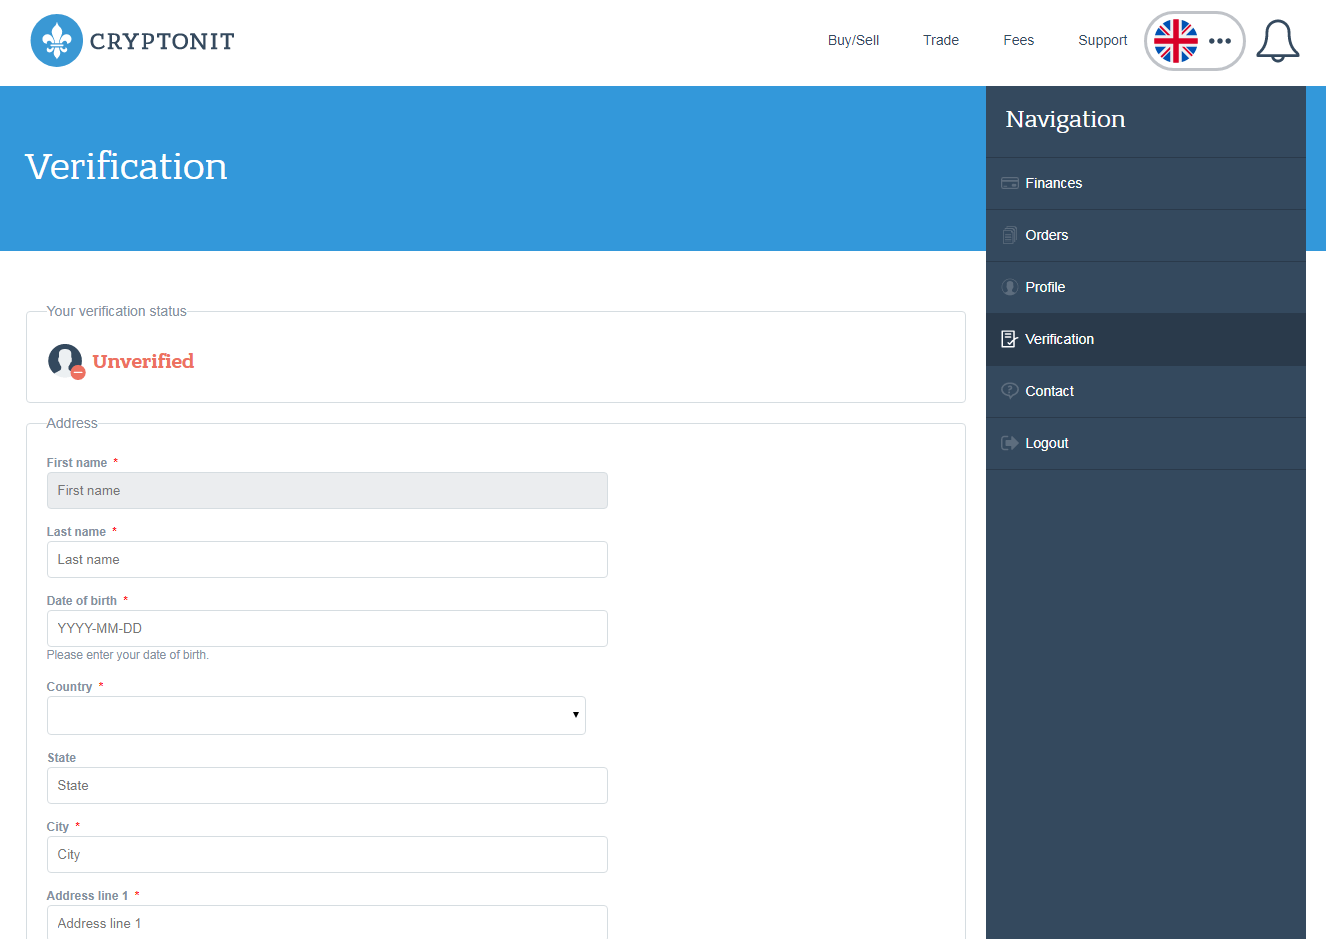 CRYPTONIT
Buy/Sell
Trade
Fees
Support
Verification
Navigation
Finances
Orders
Profile
Verification
Contact
Logout
Your verification status
Unverified
Address
First name *
First name
Last name *
Last name
Date of birth *
YYYY-MM-DD
Please enter your date of birth.
Country *
State
State
City *
City
Address line 1 *
Address line 1